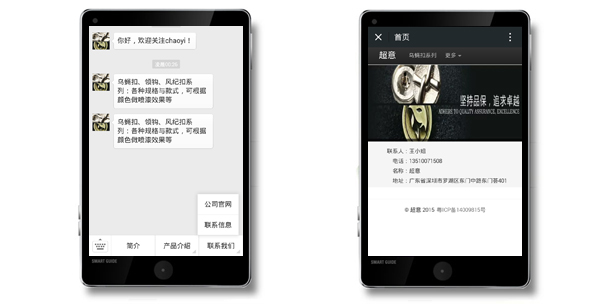 你好，欢迎关注chaoyi！
乌蝇扣、领钩、风纪扣系
列：各种规格与款式，可根据
颜色做喷漆效果等
乌蝇扣、领钩、风纪扣系
列：各种规格与款式，可根据
颜色做喷漆效果等
公司官网
联系信息
简介
产品介绍
联系我们
SMART GUIDE
首页
超意
乌蝇扣系列
更多
坚持品保，追求卓越
ADHERE TO QUALITY ASSURANCE, EXCELLENCE
联系人：王小姐
电话：13510071508
名称：超意
地址：广东省深圳市罗湖区东门中路东门荟401
© 超意 2015 粤ICP备14309815号
SMART GUIDE